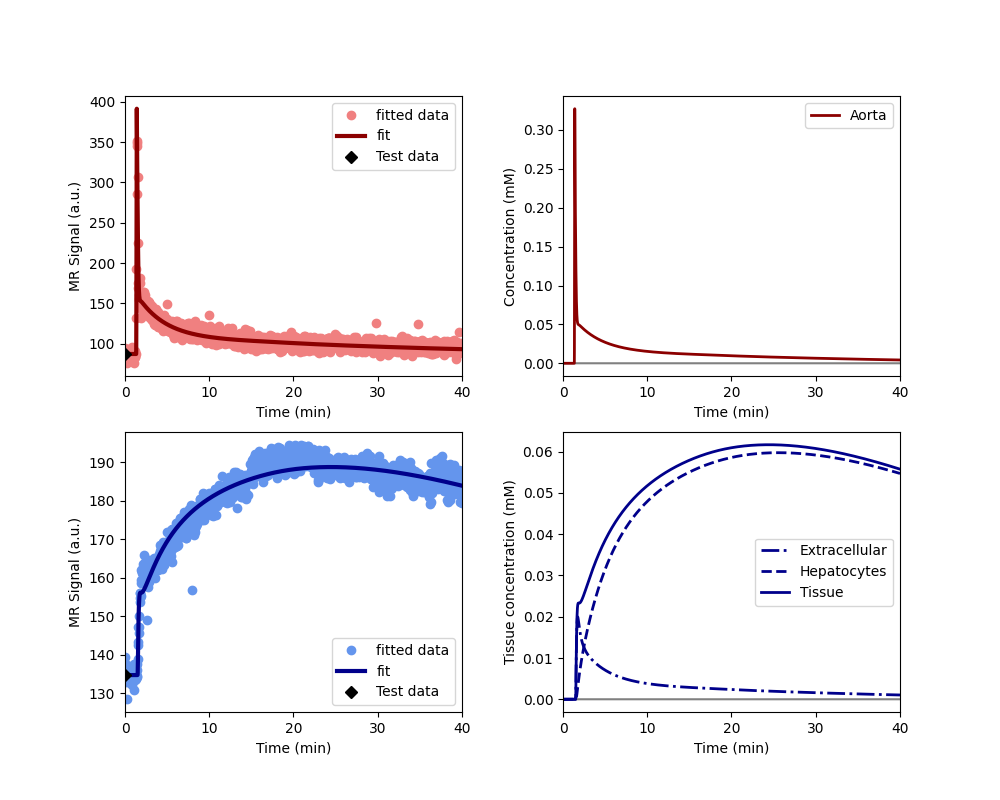 400
350
300
250
200
150
100
MR Signal (a.u.)
fitted data
fit
Test data
0 10 20 30 40
Time (min)
0.30
0.25
0.20
0.15
0.10
0.05
0.00
Concentration (mM)
Aorta
0 10 20 30 40
Time (min)
190
180
170
160
150
140
130
MR Signal (a.u.)
fitted data
fit
Test data
0 10 20 30 40
Time (min)
0.06
0.05
0.04
0.03
0.02
0.01
0.00
Tissue concentration (mM)
Extracellular
Hepatocytes
Tissue
0 10 20 30 40
Time (min)